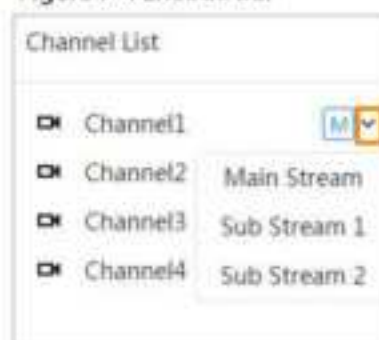 Channel List
Channel1 M
Channel2 Main Stream
Channel3 Sub Stream 1
Channel4 Sub Stream 2